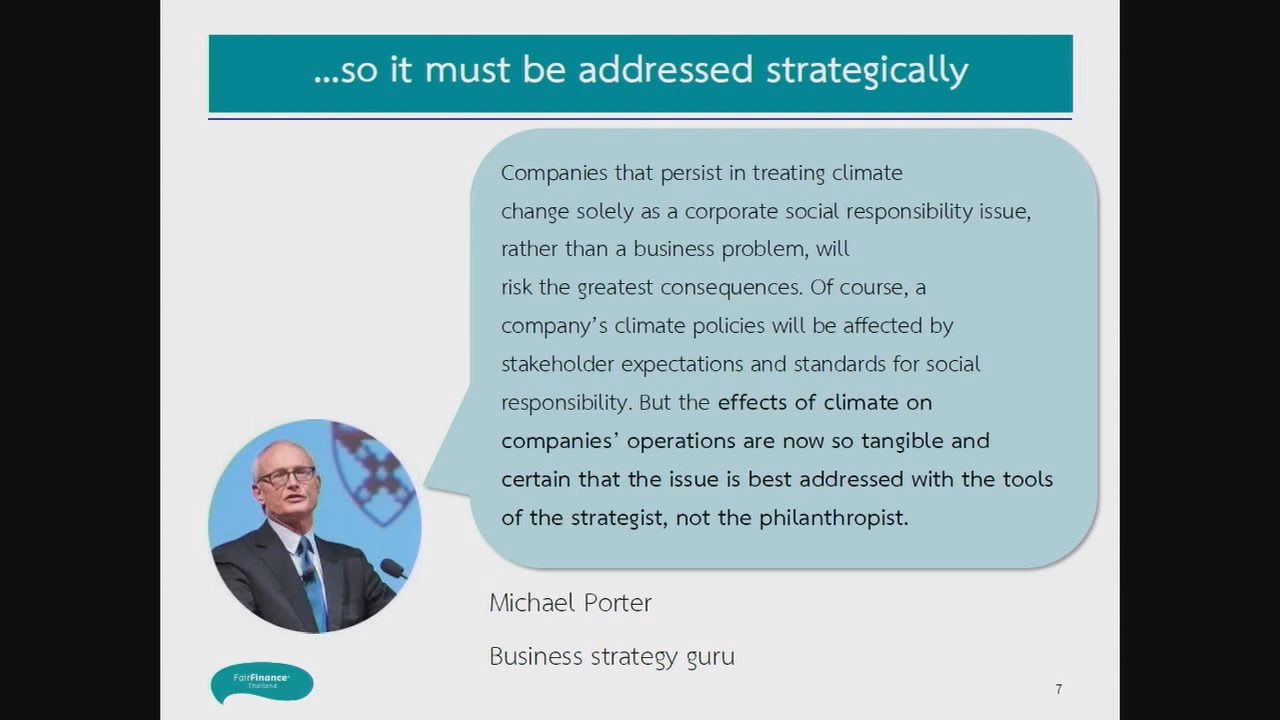 ...so it must be addressed strategically
Companies that persist in treating climate
change solely as a corporate social responsibility issue,
rather than a business problem, will
risk the greatest consequences. Of course, a
company's climate policies will be affected by
stakeholder expectations and standards for social
responsibility. But the effects of climate on
companies' operations are now so tangible and
certain that the issue is best addressed with the tools
of the strategist, not the philanthropist.
Michael Porter
Business strategy guru
FairFinance
Thailand
7